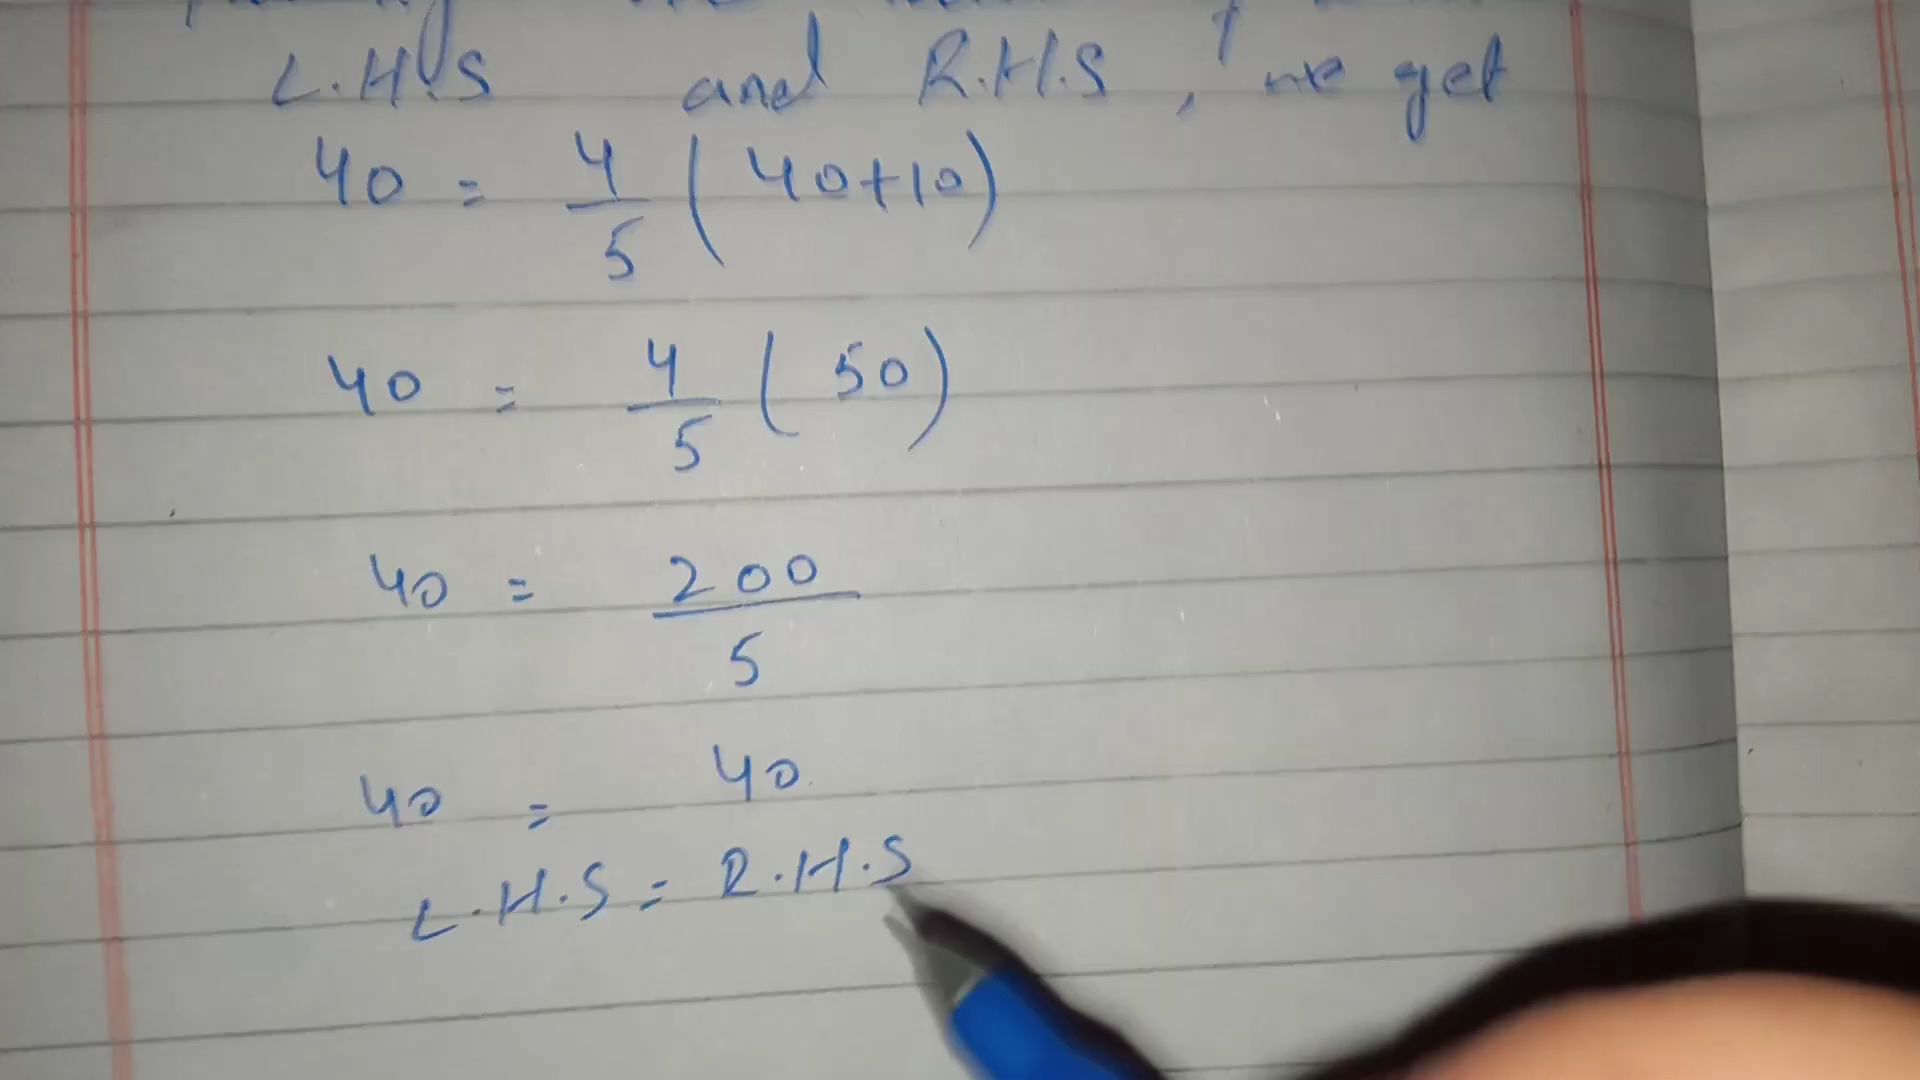 L.H.S and R.H.S, we get
40 = 4/5 (40+10)
40 = 4/5 (50)
40 = 200/5
40 = 40
L.H.S = R.H.S